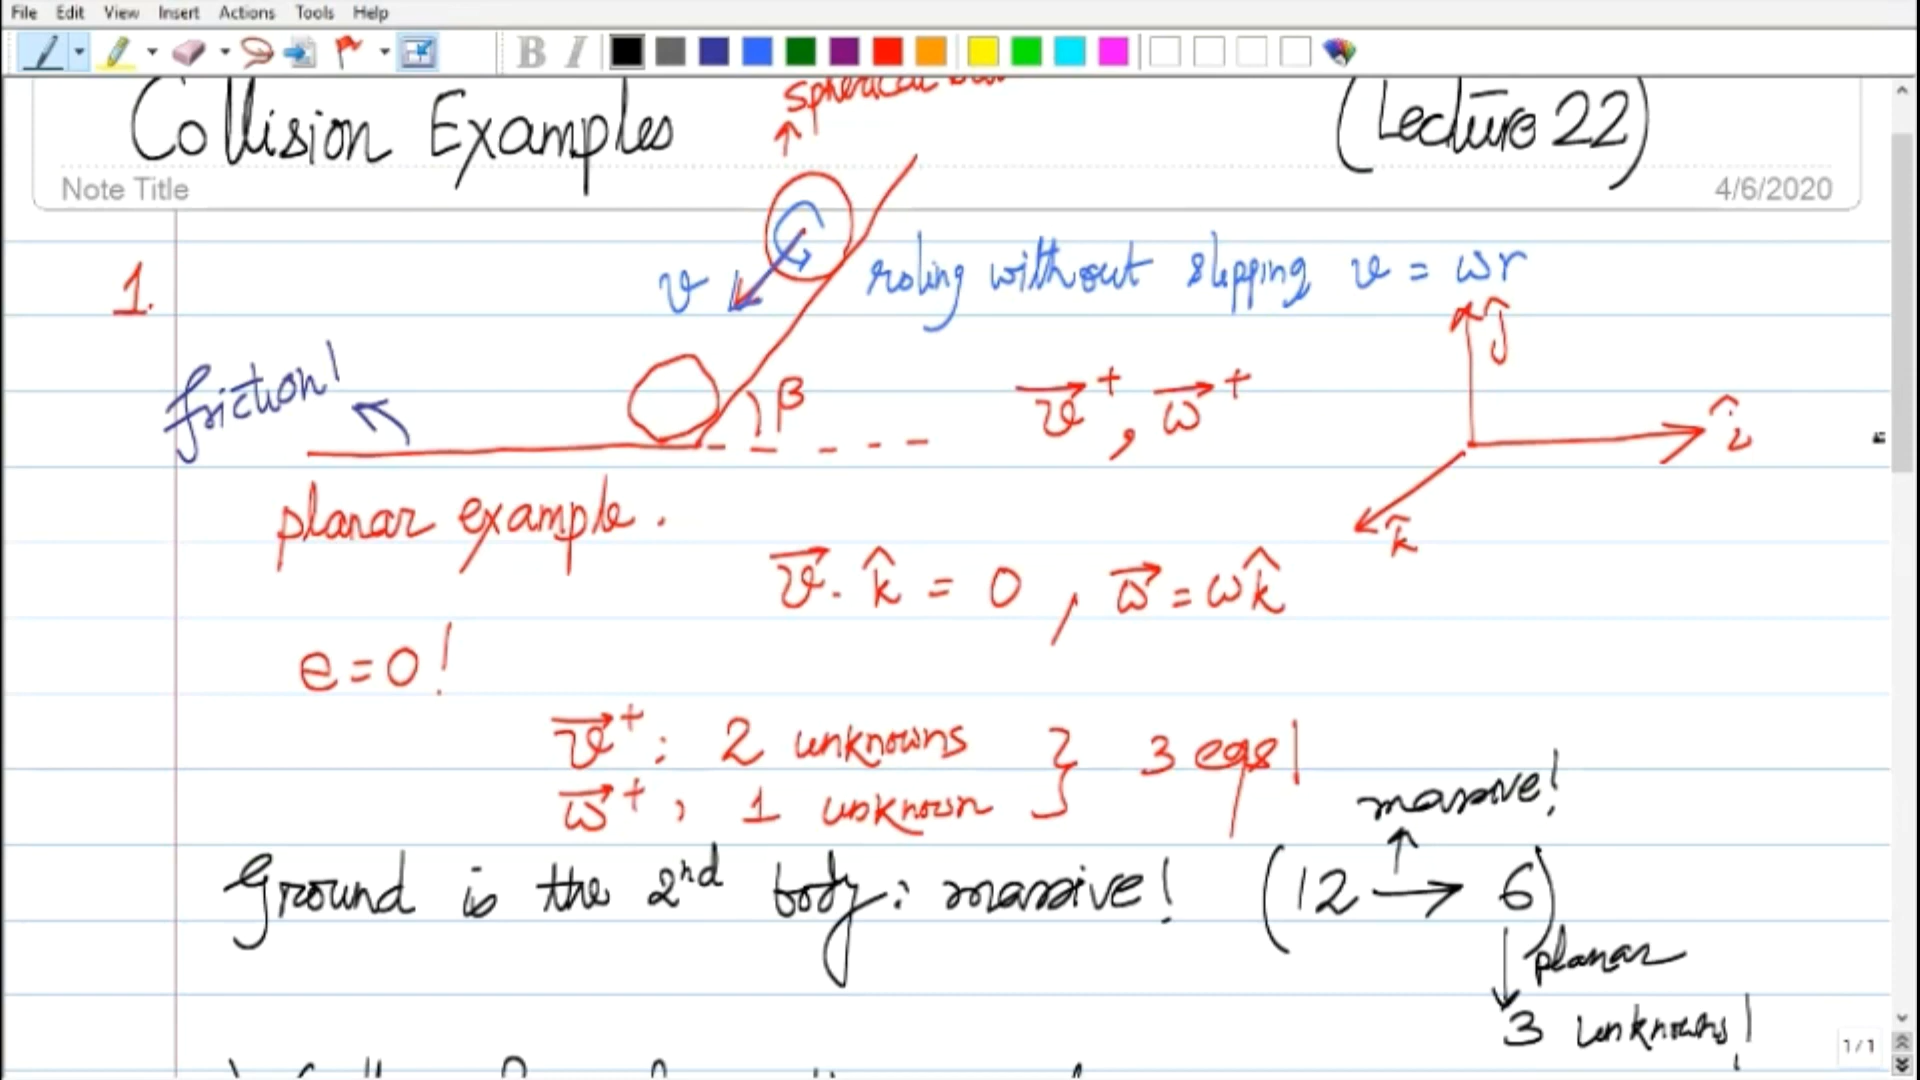 File Edit View Insert Actions Tools Help
B I
Collision Examples
spherical
(Lecture 22)
Note Title
4/6/2020
1.
v
roling without slipping v = ωr
friction!
β
v⃗⁺, ω⃗⁺
ĵ
î
k̂
planar example.
v⃗. k̂ = 0, ω⃗ = ωk̂
e = 0!
v⃗⁺: 2 unknowns
ω⃗⁺, 1 unknown } 3 eqs!
massive!
Ground is the 2nd body: massive! (12 → 6)
planar
3 unknowns!
1 / 1